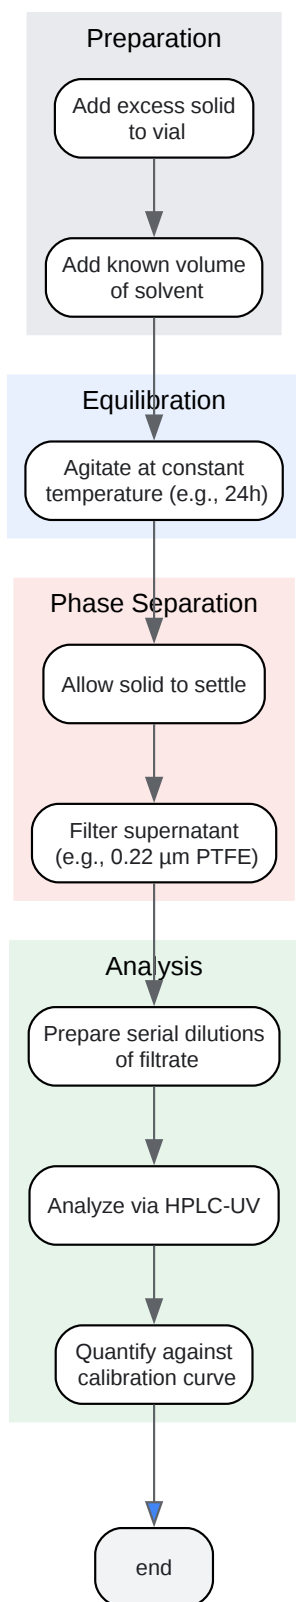 Preparation
Add excess solid
to vial
Add known volume
of solvent
Equilibration
Agitate at constant
temperature (e.g., 24h)
Phase Separation
Allow solid to settle
Filter supernatant
(e.g., 0.22 µm PTFE)
Analysis
Prepare serial dilutions
of filtrate
Analyze via HPLC-UV
Quantify against
calibration curve
end